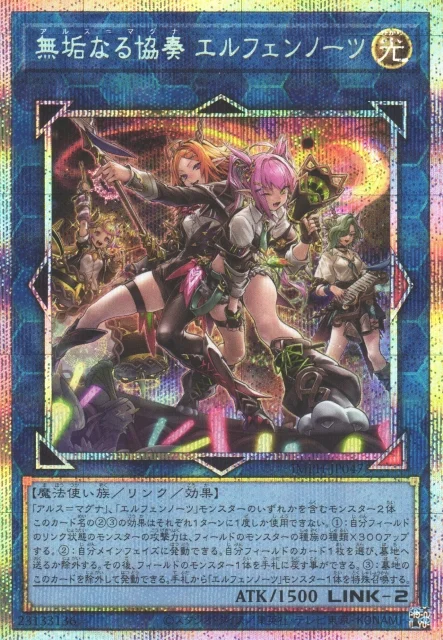 アルス＝マグナ
無垢なる協奏 エルフェンノーツ 光
JP047
【魔法使い族／リンク／効果】
「アルス＝マグナ」、「エルフェンノーツ」モンスターのいずれかを含むモンスター２体
このカード名の②③の効果はそれぞれ１ターンに１度しか使用できない。①：自分フィールド
のリンク状態のモンスターの攻撃力は、フィールドのモンスターの種族の種類×３００アップ
する。②：自分メインフェイズに発動できる。自分フィールドのカード１枚を選び、墓地へ
送るか除外する。その後、フィールドのモンスター１体を手札に戻す事ができる。③：墓地の
このカードを除外して発動できる。手札から「エルフェンノーツ」モンスター１体を特殊召喚する。
ATK/1500 LINK-2
KONAMI